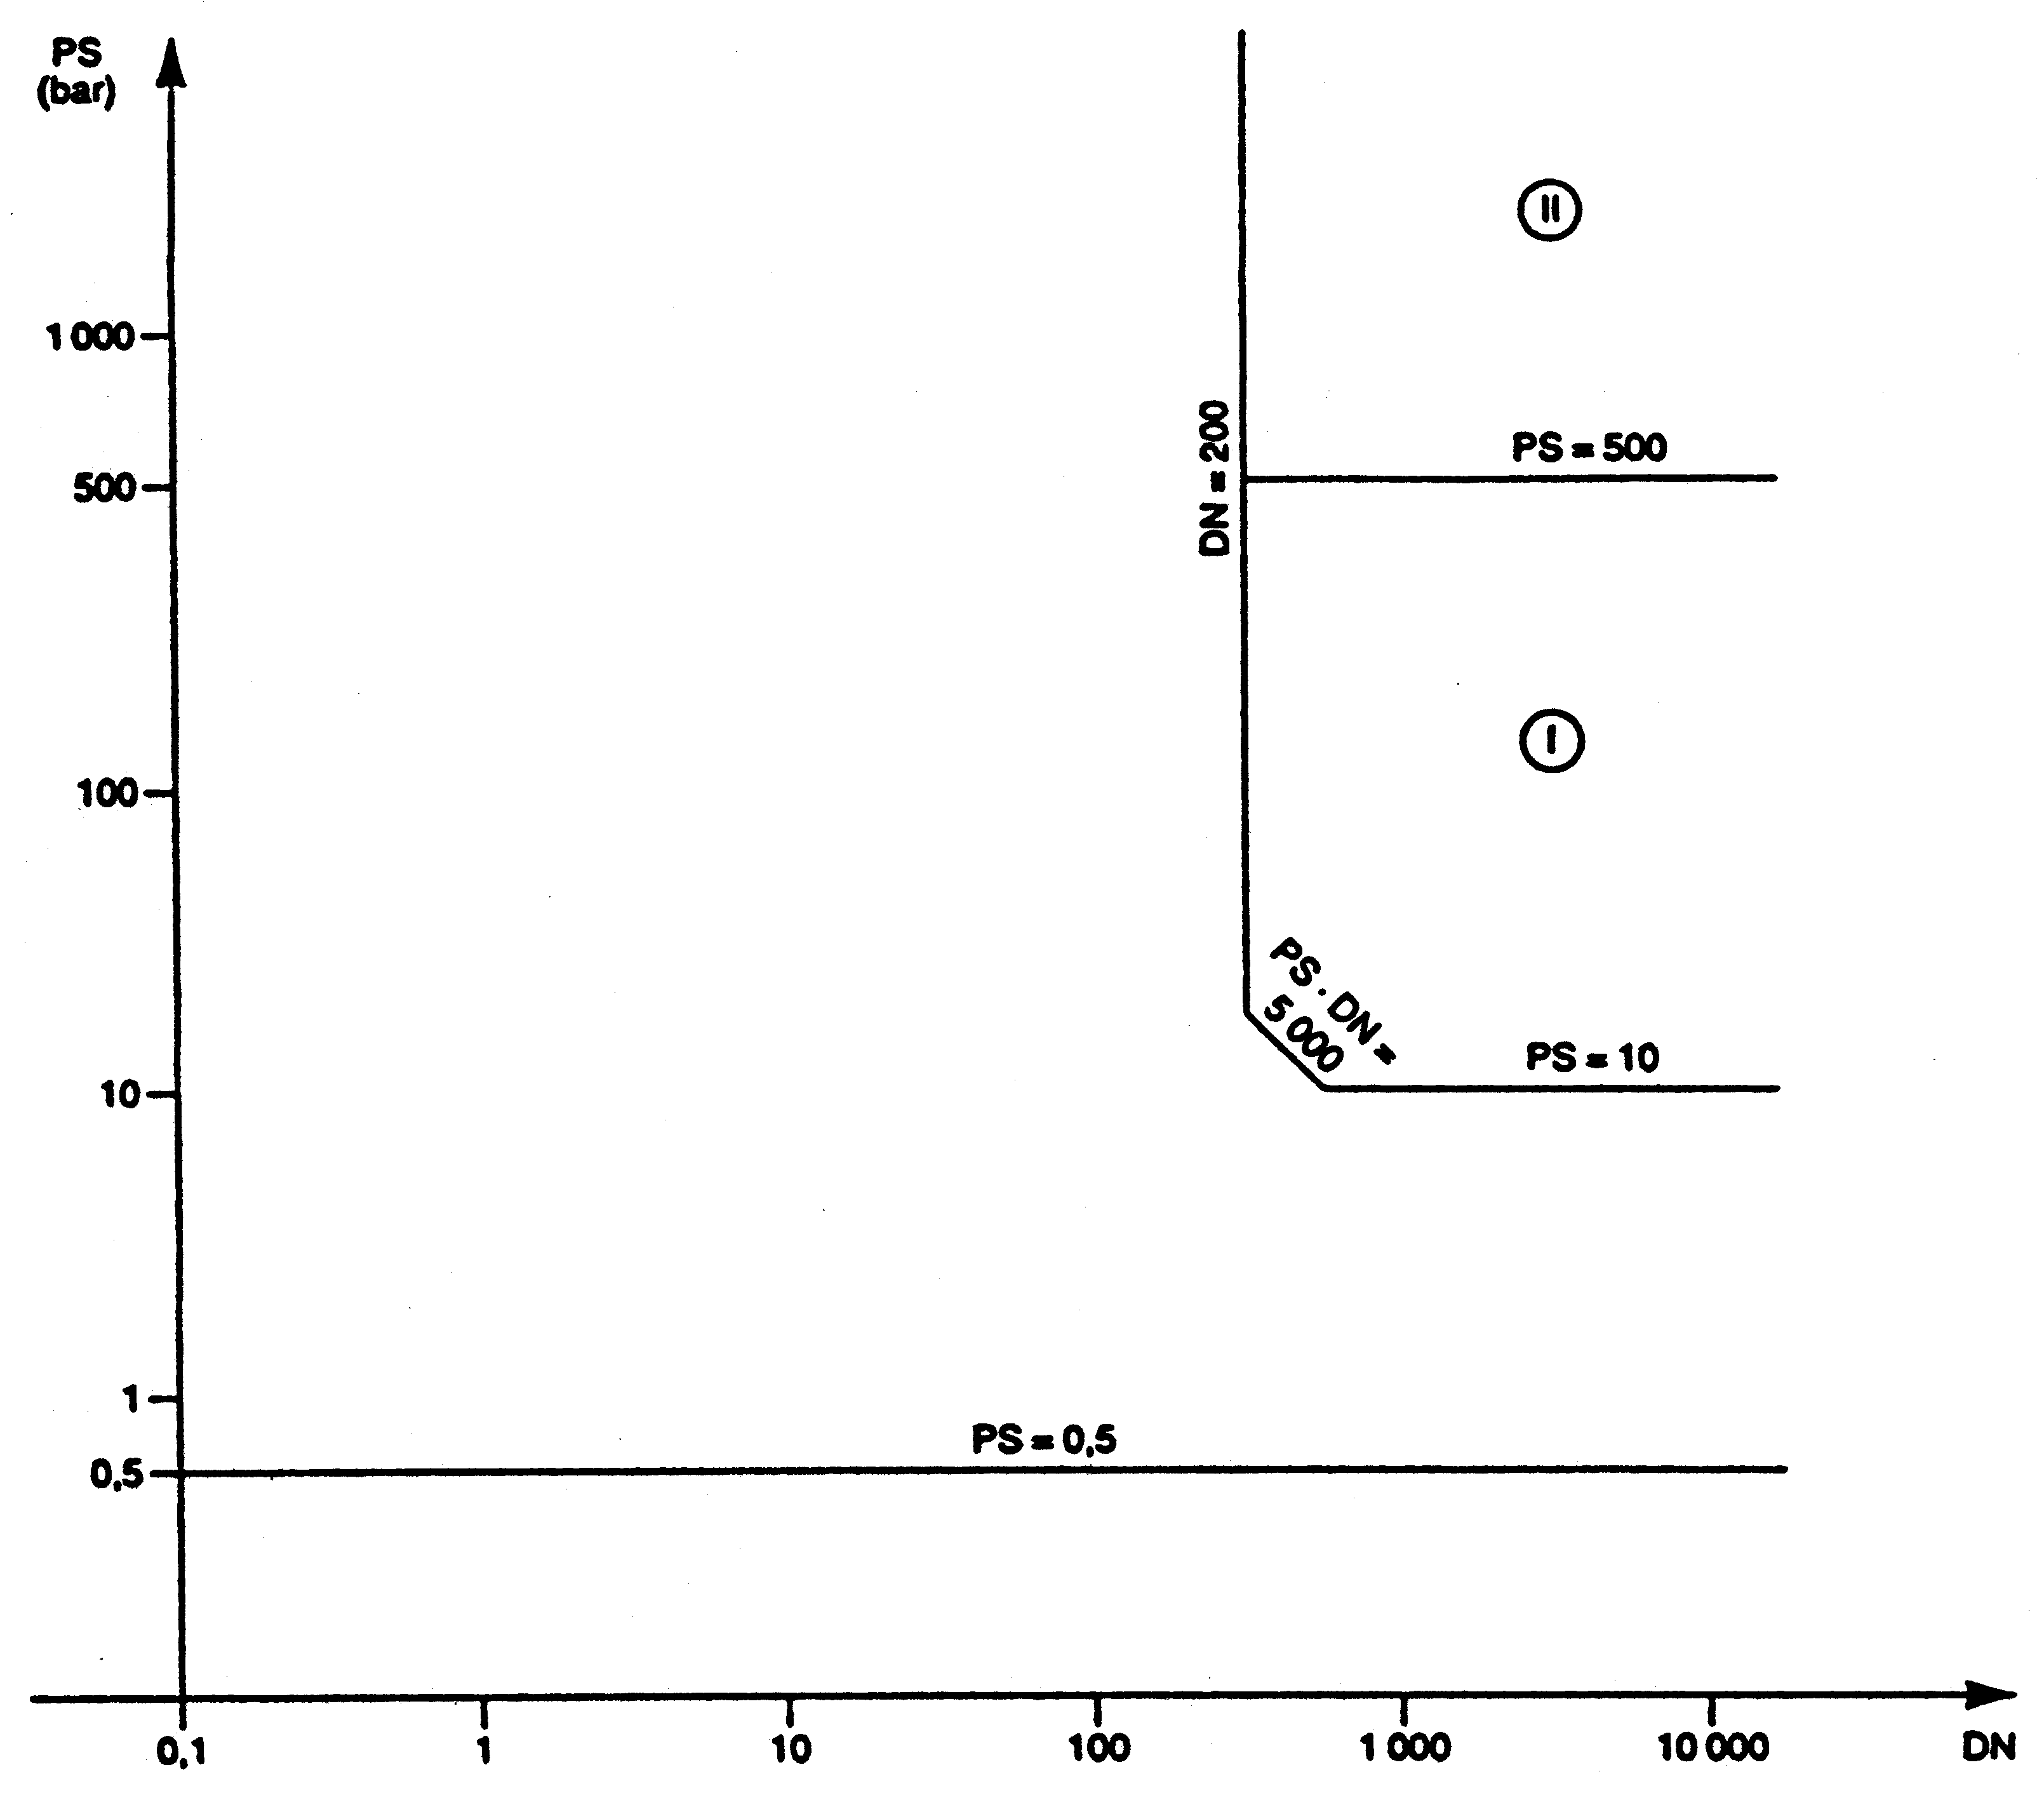 PS
(bar)
II
1 000
DN = 200
PS = 500
500
I
100
PS · DN =
5 000
PS = 10
10
1
PS = 0,5
0,5
0,1
1
10
100
1 000
10 000
DN